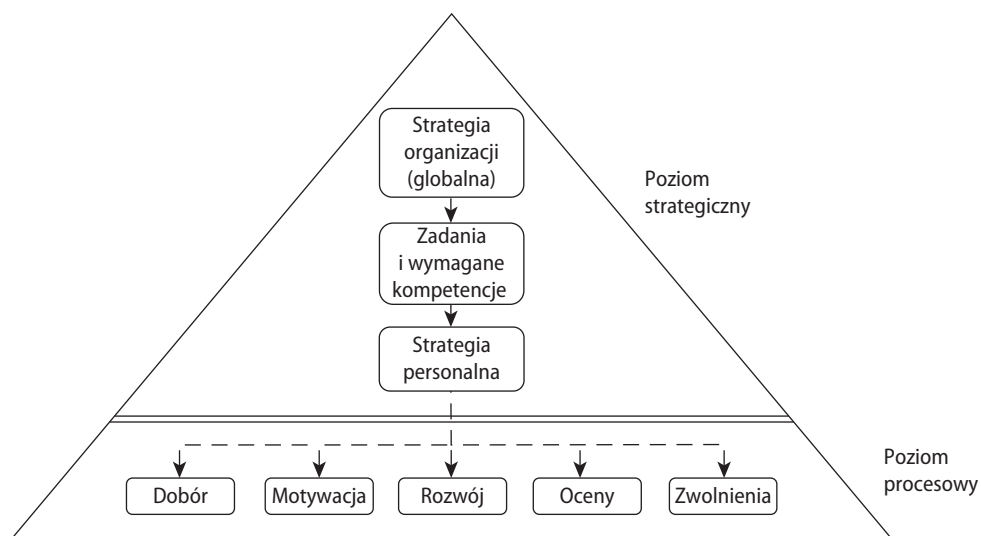 Strategia
organizacji
(globalna)
Poziom
strategiczny
Zadania
i wymagane
kompetencje
Strategia
personalna
Poziom
procesowy
Dobór
Motywacja
Rozwój
Oceny
Zwolnienia